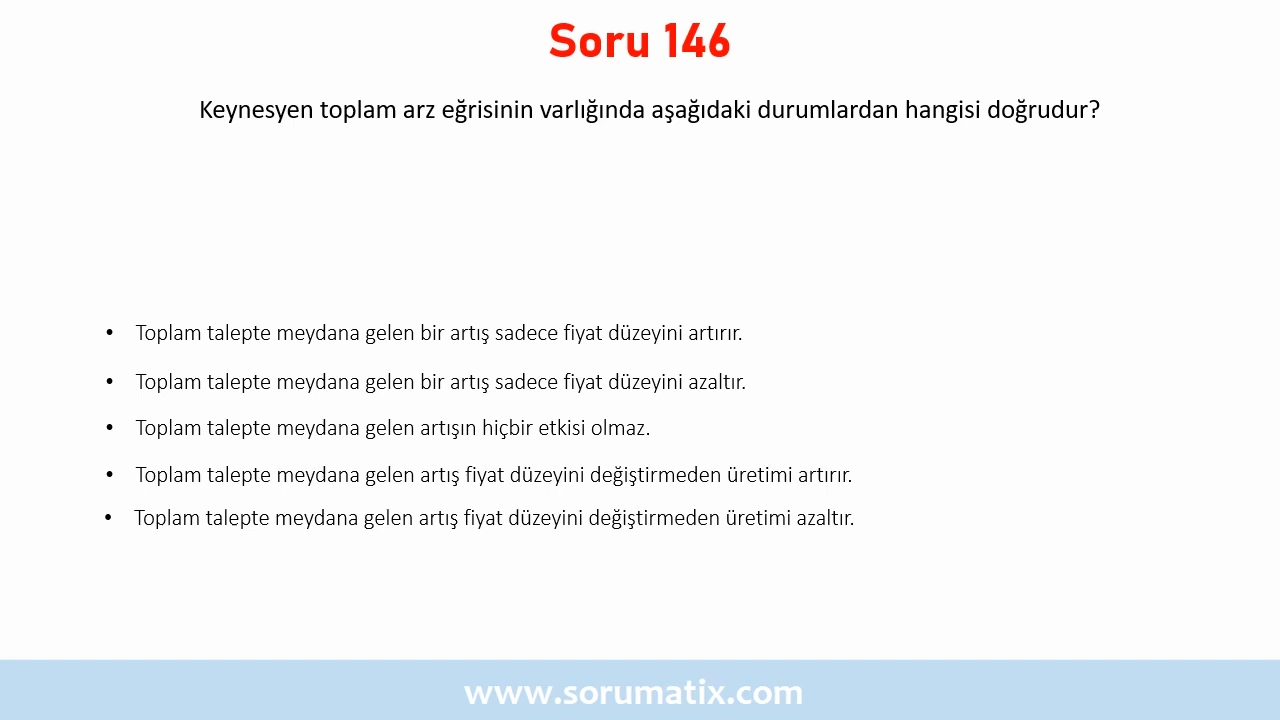 Soru 146
Keynesyen toplam arz eğrisinin varlığında aşağıdaki durumlardan hangisi doğrudur?
• Toplam talepte meydana gelen bir artış sadece fiyat düzeyini artırır.
• Toplam talepte meydana gelen bir artış sadece fiyat düzeyini azaltır.
• Toplam talepte meydana gelen artışın hiçbir etkisi olmaz.
• Toplam talepte meydana gelen artış fiyat düzeyini değiştirmeden üretimi artırır.
• Toplam talepte meydana gelen artış fiyat düzeyini değiştirmeden üretimi azaltır.
www.sorumatix.com